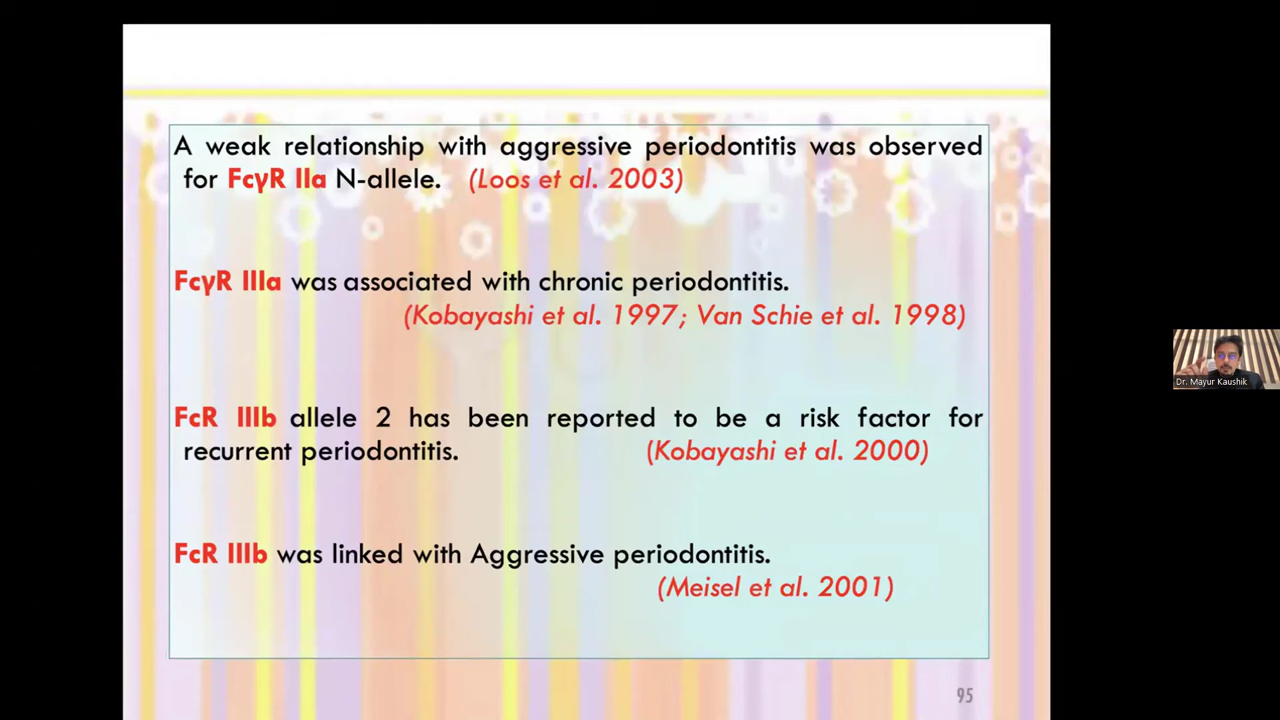 A weak relationship with aggressive periodontitis was observed
for FcγR IIa N-allele. (Loos et al. 2003)
FcγR IIIa was associated with chronic periodontitis.
(Kobayashi et al. 1997; Van Schie et al. 1998)
FcR IIIb allele 2 has been reported to be a risk factor for
recurrent periodontitis. (Kobayashi et al. 2000)
FcR IIIb was linked with Aggressive periodontitis.
(Meisel et al. 2001)
95
Dr. Mayur Kaushik